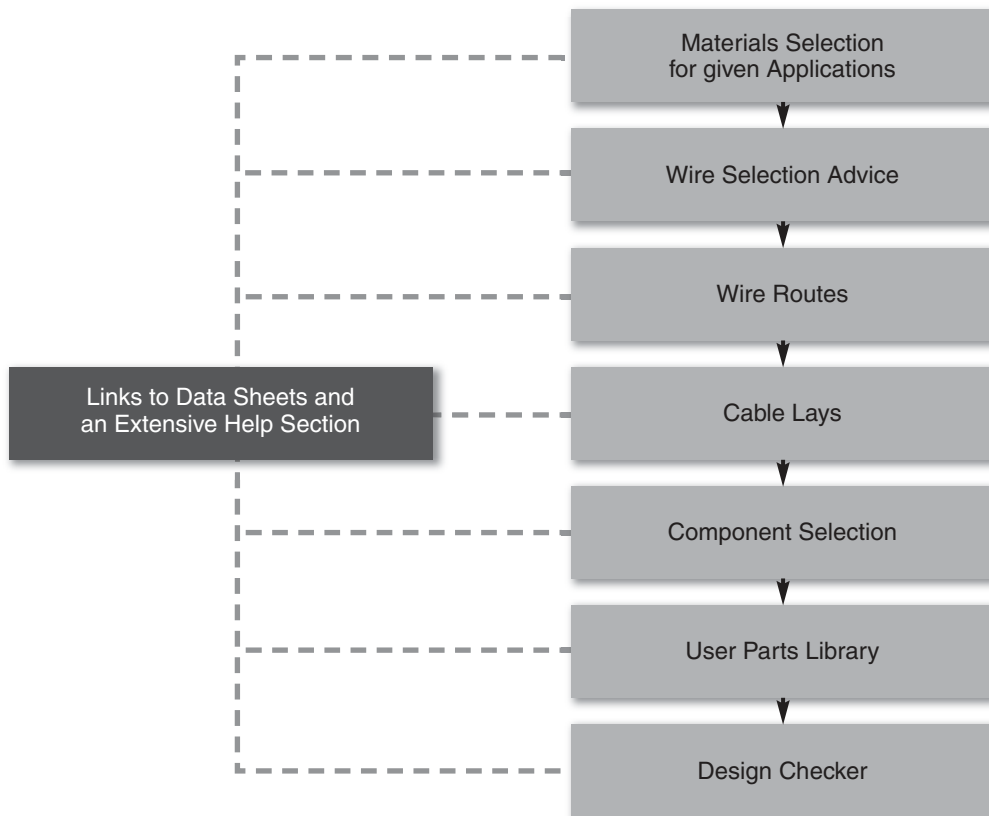 Materials Selection
for given Applications
Wire Selection Advice
Wire Routes
Links to Data Sheets and
an Extensive Help Section
Cable Lays
Component Selection
User Parts Library
Design Checker